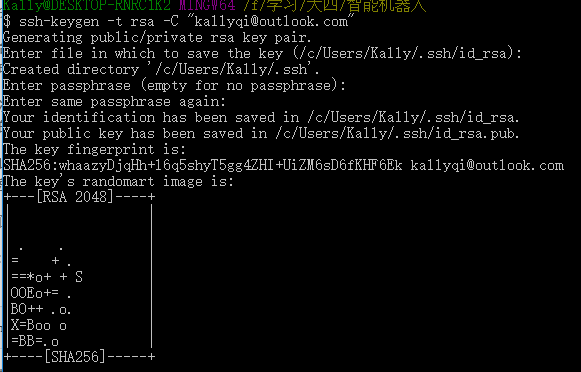 Kally@DESKTOP-RNRC1K2 MINGW64 /f/学习/大四/智能机器人
$ ssh-keygen -t rsa -C "kallyqi@outlook.com"
Generating public/private rsa key pair.
Enter file in which to save the key (/c/Users/Kally/.ssh/id_rsa):
Created directory '/c/Users/Kally/.ssh'.
Enter passphrase (empty for no passphrase):
Enter same passphrase again:
Your identification has been saved in /c/Users/Kally/.ssh/id_rsa.
Your public key has been saved in /c/Users/Kally/.ssh/id_rsa.pub.
The key fingerprint is:
SHA256:whaazyDjqHh+16q5shyT5gg4ZHI+UiZM6sD6fKHF6Ek kallyqi@outlook.com
The key's randomart image is:
+---[RSA 2048]----+
|                 |
|                 |
| .    .          |
|=    + .         |
|==*o+ + S        |
|OOEo+= .         |
|BO++ .o.         |
|X=Boo o          |
|=BB=.o           |
+----[SHA256]-----+